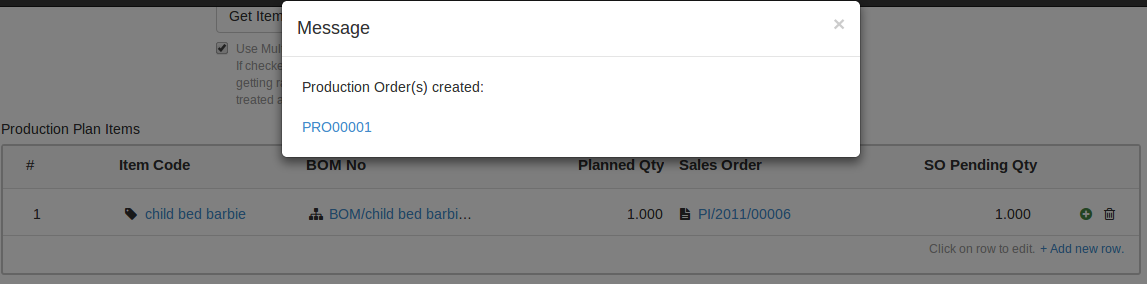 Get Item
Message
×
Use Mul
If checke
getting r
treated a
Production Order(s) created:
PRO00001
Production Plan Items
# Item Code BOM No Planned Qty Sales Order SO Pending Qty
1 child bed barbie BOM/child bed barbi... 1.000 PI/2011/00006 1.000
Click on row to edit. + Add new row.